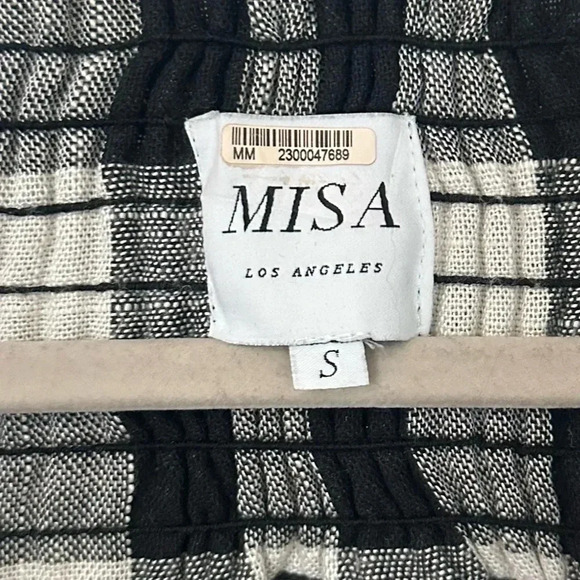 MM 2300047689
MISA
LOS ANGELES
S